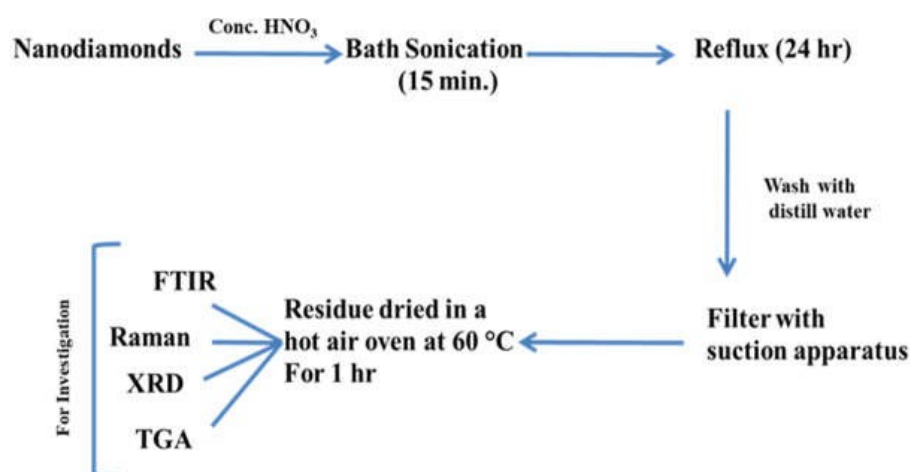 Conc. HNO₃
Nanodiamonds
Bath Sonication
(15 min.)
Reflux (24 hr)
Wash with
distill water
Filter with
suction apparatus
Residue dried in a
hot air oven at 60 °C
For 1 hr
FTIR
Raman
XRD
TGA
For Investigation